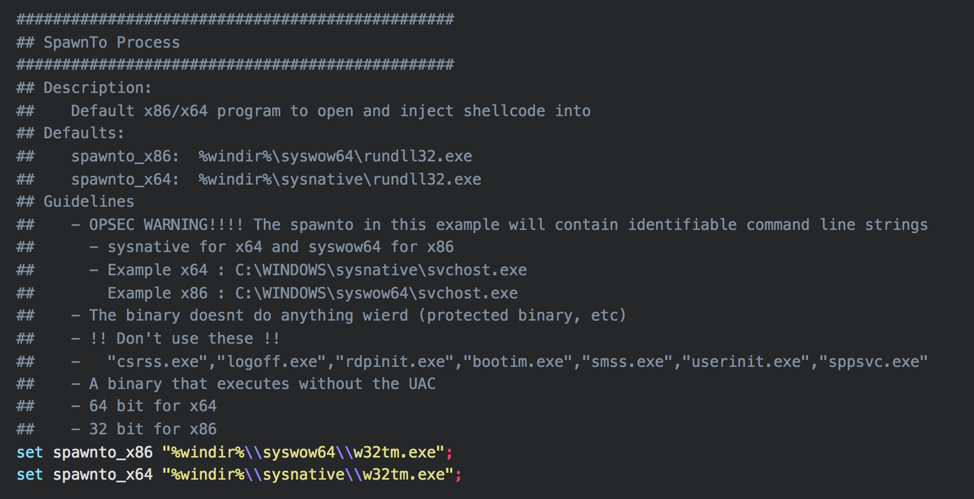 ################################################
## SpawnTo Process
################################################
## Description:
##    Default x86/x64 program to open and inject shellcode into
## Defaults:
##    spawnto_x86:  %windir%\syswow64\rundll32.exe
##    spawnto_x64:  %windir%\sysnative\rundll32.exe
## Guidelines
##    - OPSEC WARNING!!!! The spawnto in this example will contain identifiable command line strings
##      - sysnative for x64 and syswow64 for x86
##      - Example x64 : C:\WINDOWS\sysnative\svchost.exe
##        Example x86 : C:\WINDOWS\syswow64\svchost.exe
##    - The binary doesnt do anything wierd (protected binary, etc)
##    - !! Don't use these !!
##    -   "csrss.exe","logoff.exe","rdpinit.exe","bootim.exe","smss.exe","userinit.exe","sppsvc.exe"
##    - A binary that executes without the UAC
##    - 64 bit for x64
##    - 32 bit for x86
set spawnto_x86 "%windir%\\syswow64\\w32tm.exe";
set spawnto_x64 "%windir%\\sysnative\\w32tm.exe";